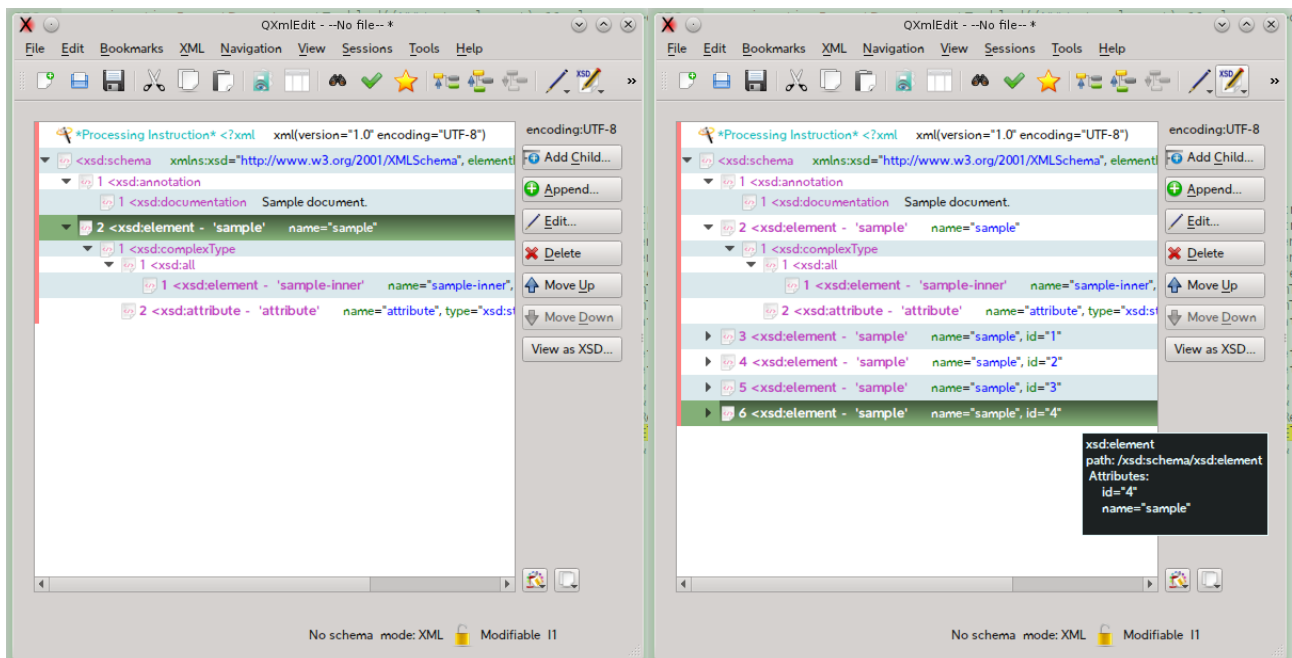 QXmlEdit - --No file-- *
File Edit Bookmarks XML Navigation View Sessions Tools Help
XSD »
*Processing Instruction* <?xml xml(version="1.0" encoding="UTF-8")
encoding:UTF-8
<xsd:schema xmlns:xsd="http://www.w3.org/2001/XMLSchema", element
Add Child...
1 <xsd:annotation
Append...
1 <xsd:documentation Sample document.
2 <xsd:element - 'sample' name="sample"
Edit...
1 <xsd:complexType
Delete
1 <xsd:all
1 <xsd:element - 'sample-inner' name="sample-inner",
Move Up
2 <xsd:attribute - 'attribute' name="attribute", type="xsd:st
Move Down
View as XSD...
No schema mode: XML Modifiable I1
QXmlEdit - --No file-- *
File Edit Bookmarks XML Navigation View Sessions Tools Help
XSD »
*Processing Instruction* <?xml xml(version="1.0" encoding="UTF-8")
encoding:UTF-8
<xsd:schema xmlns:xsd="http://www.w3.org/2001/XMLSchema", element
Add Child...
1 <xsd:annotation
Append...
1 <xsd:documentation Sample document.
2 <xsd:element - 'sample' name="sample"
Edit...
1 <xsd:complexType
Delete
1 <xsd:all
1 <xsd:element - 'sample-inner' name="sample-inner",
Move Up
2 <xsd:attribute - 'attribute' name="attribute", type="xsd:st
Move Down
3 <xsd:element - 'sample' name="sample", id="1"
View as XSD...
4 <xsd:element - 'sample' name="sample", id="2"
5 <xsd:element - 'sample' name="sample", id="3"
6 <xsd:element - 'sample' name="sample", id="4"
xsd:element
path: /xsd:schema/xsd:element
Attributes:
id="4"
name="sample"
No schema mode: XML Modifiable I1